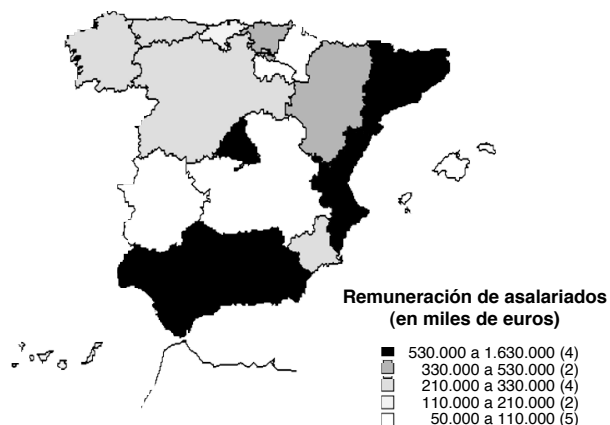 Remuneración de asalariados
(en miles de euros)
530.000 a 1.630.000 (4)
330.000 a 530.000 (2)
210.000 a 330.000 (4)
110.000 a 210.000 (2)
50.000 a 110.000 (5)